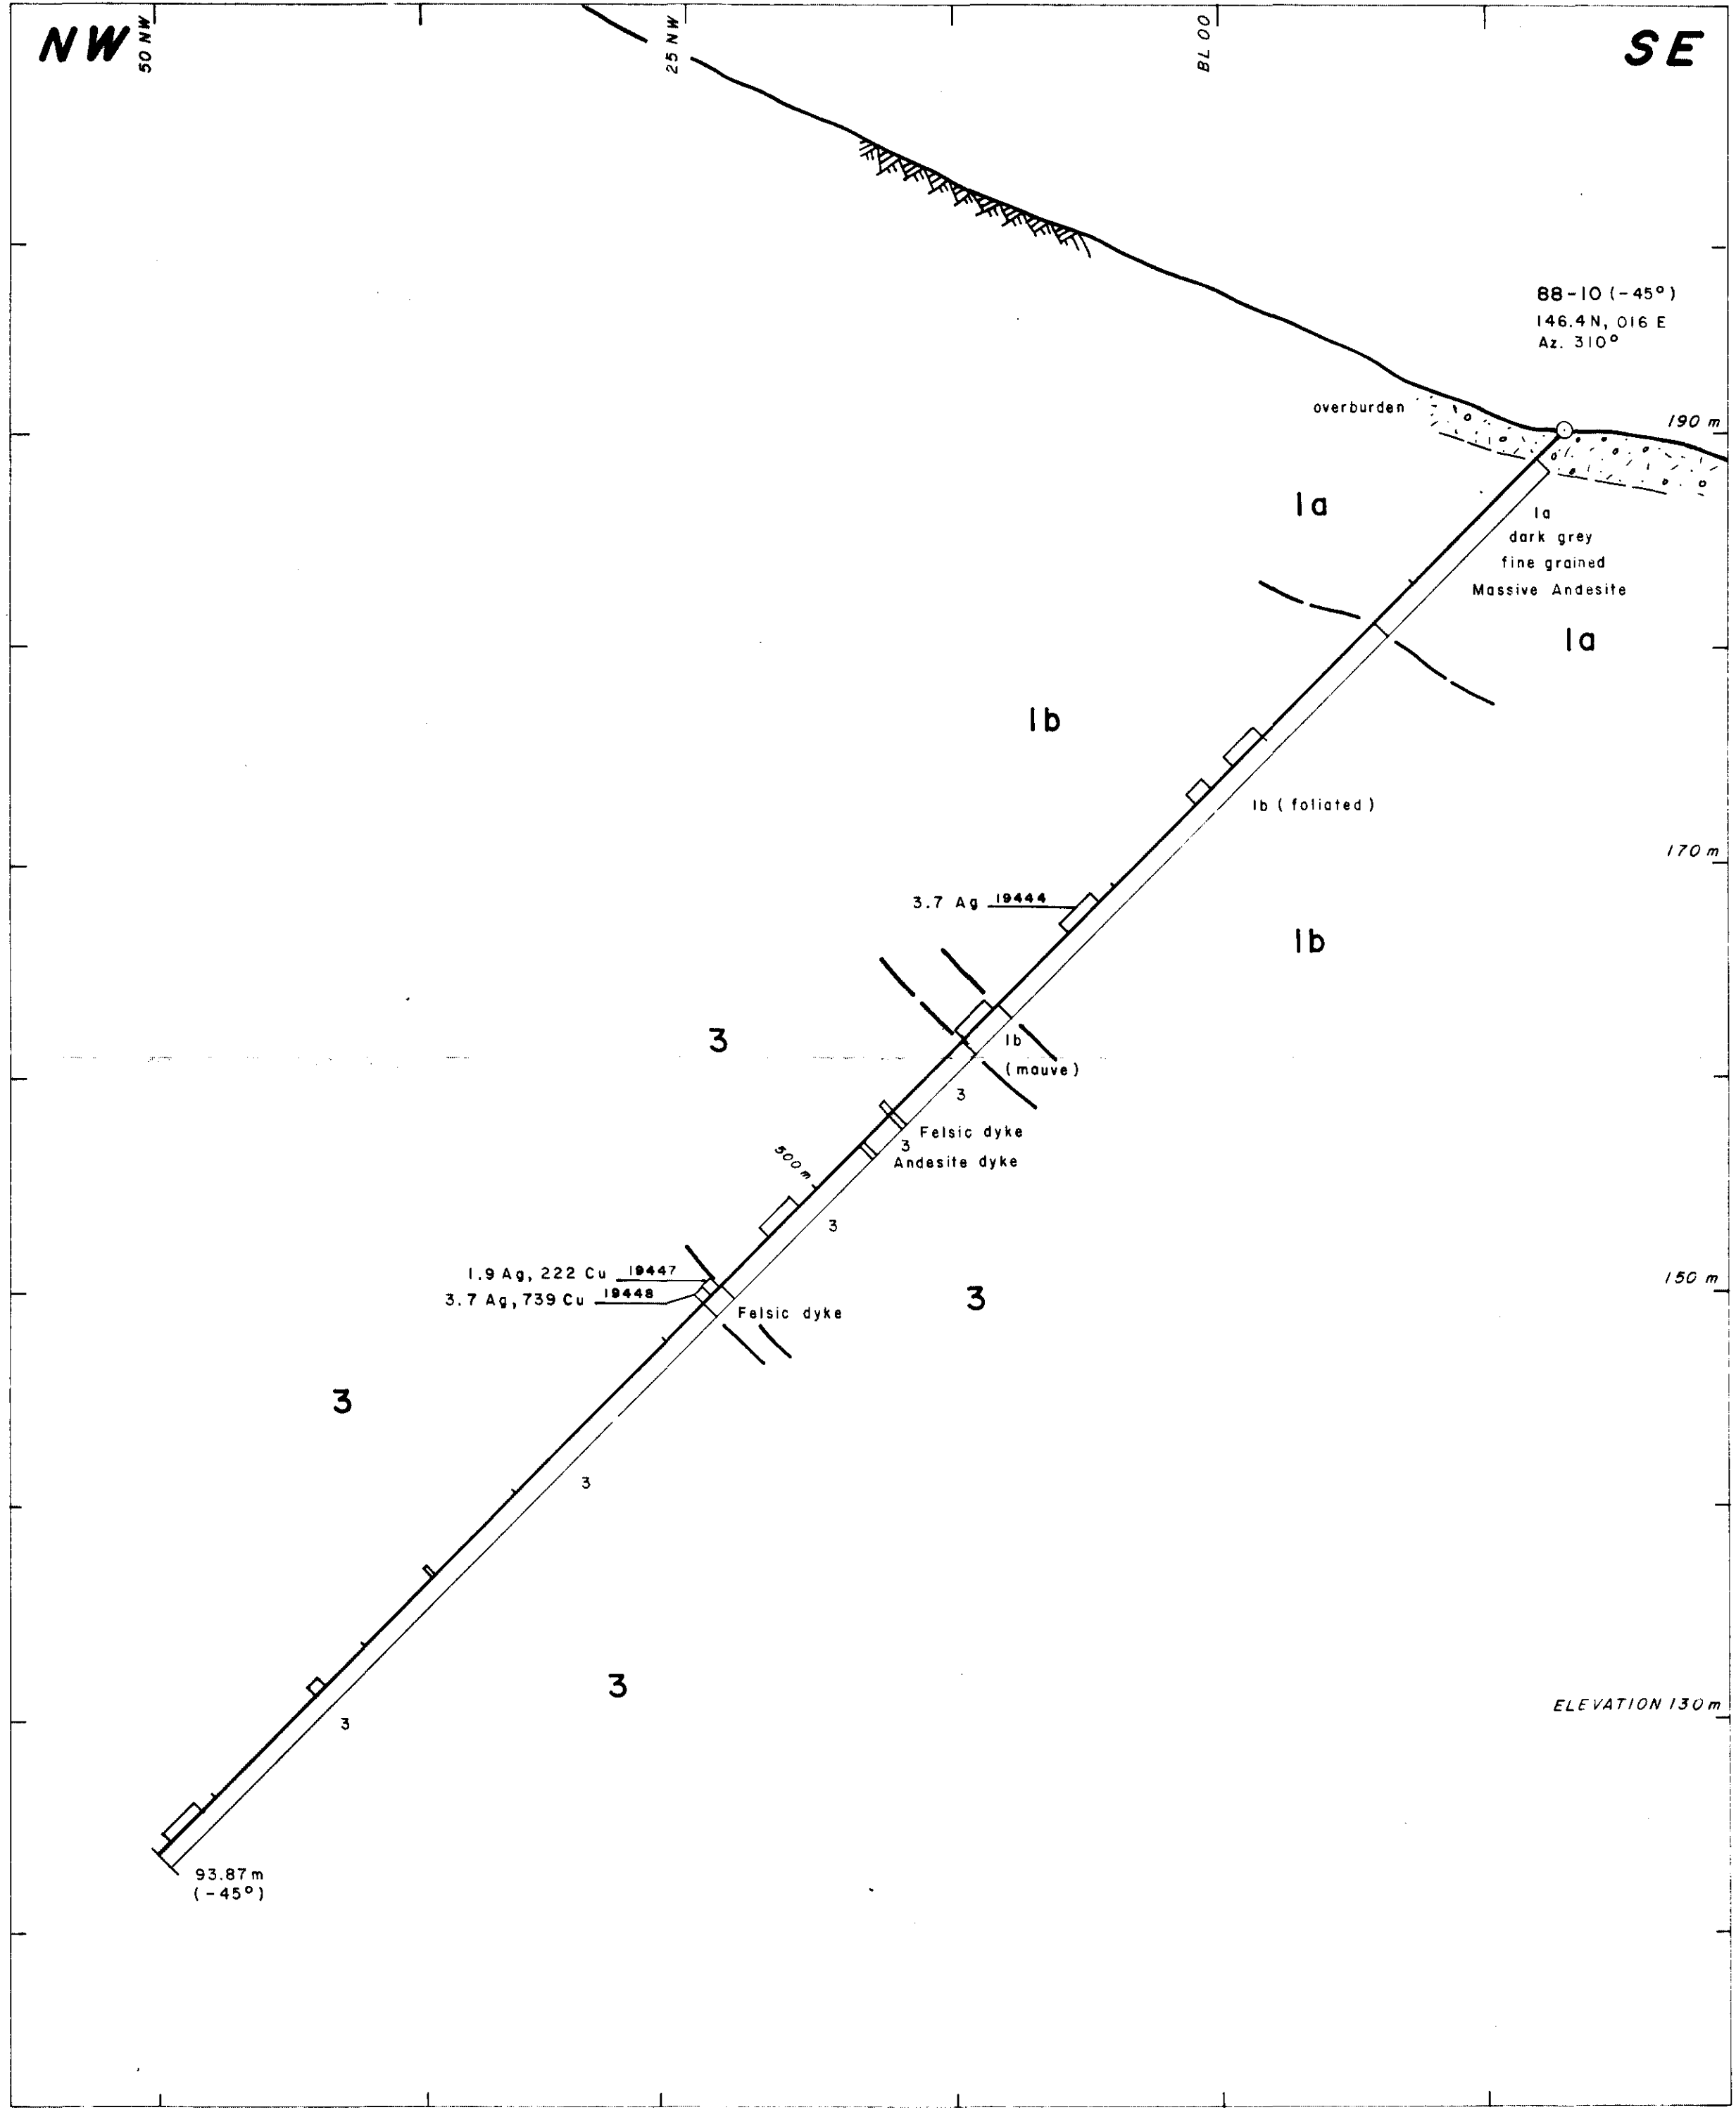 NW
50 NW
25 NW
BL 00
SE
88-10 (-45°)
146.4 N, 016 E
Az. 310°
overburden
190 m
1a
1a
dark grey
fine grained
Massive Andesite
1a
1b
1b (foliated)
170 m
3.7 Ag 19444
1b
3
1b
(mauve)
3
Felsic dyke
3
Andesite dyke
500 m
3
1.9 Ag, 222 Cu 19447
3.7 Ag, 739 Cu 19448
150 m
3
Felsic dyke
3
3
3
ELEVATION 130 m
3
93.87 m
(-45°)